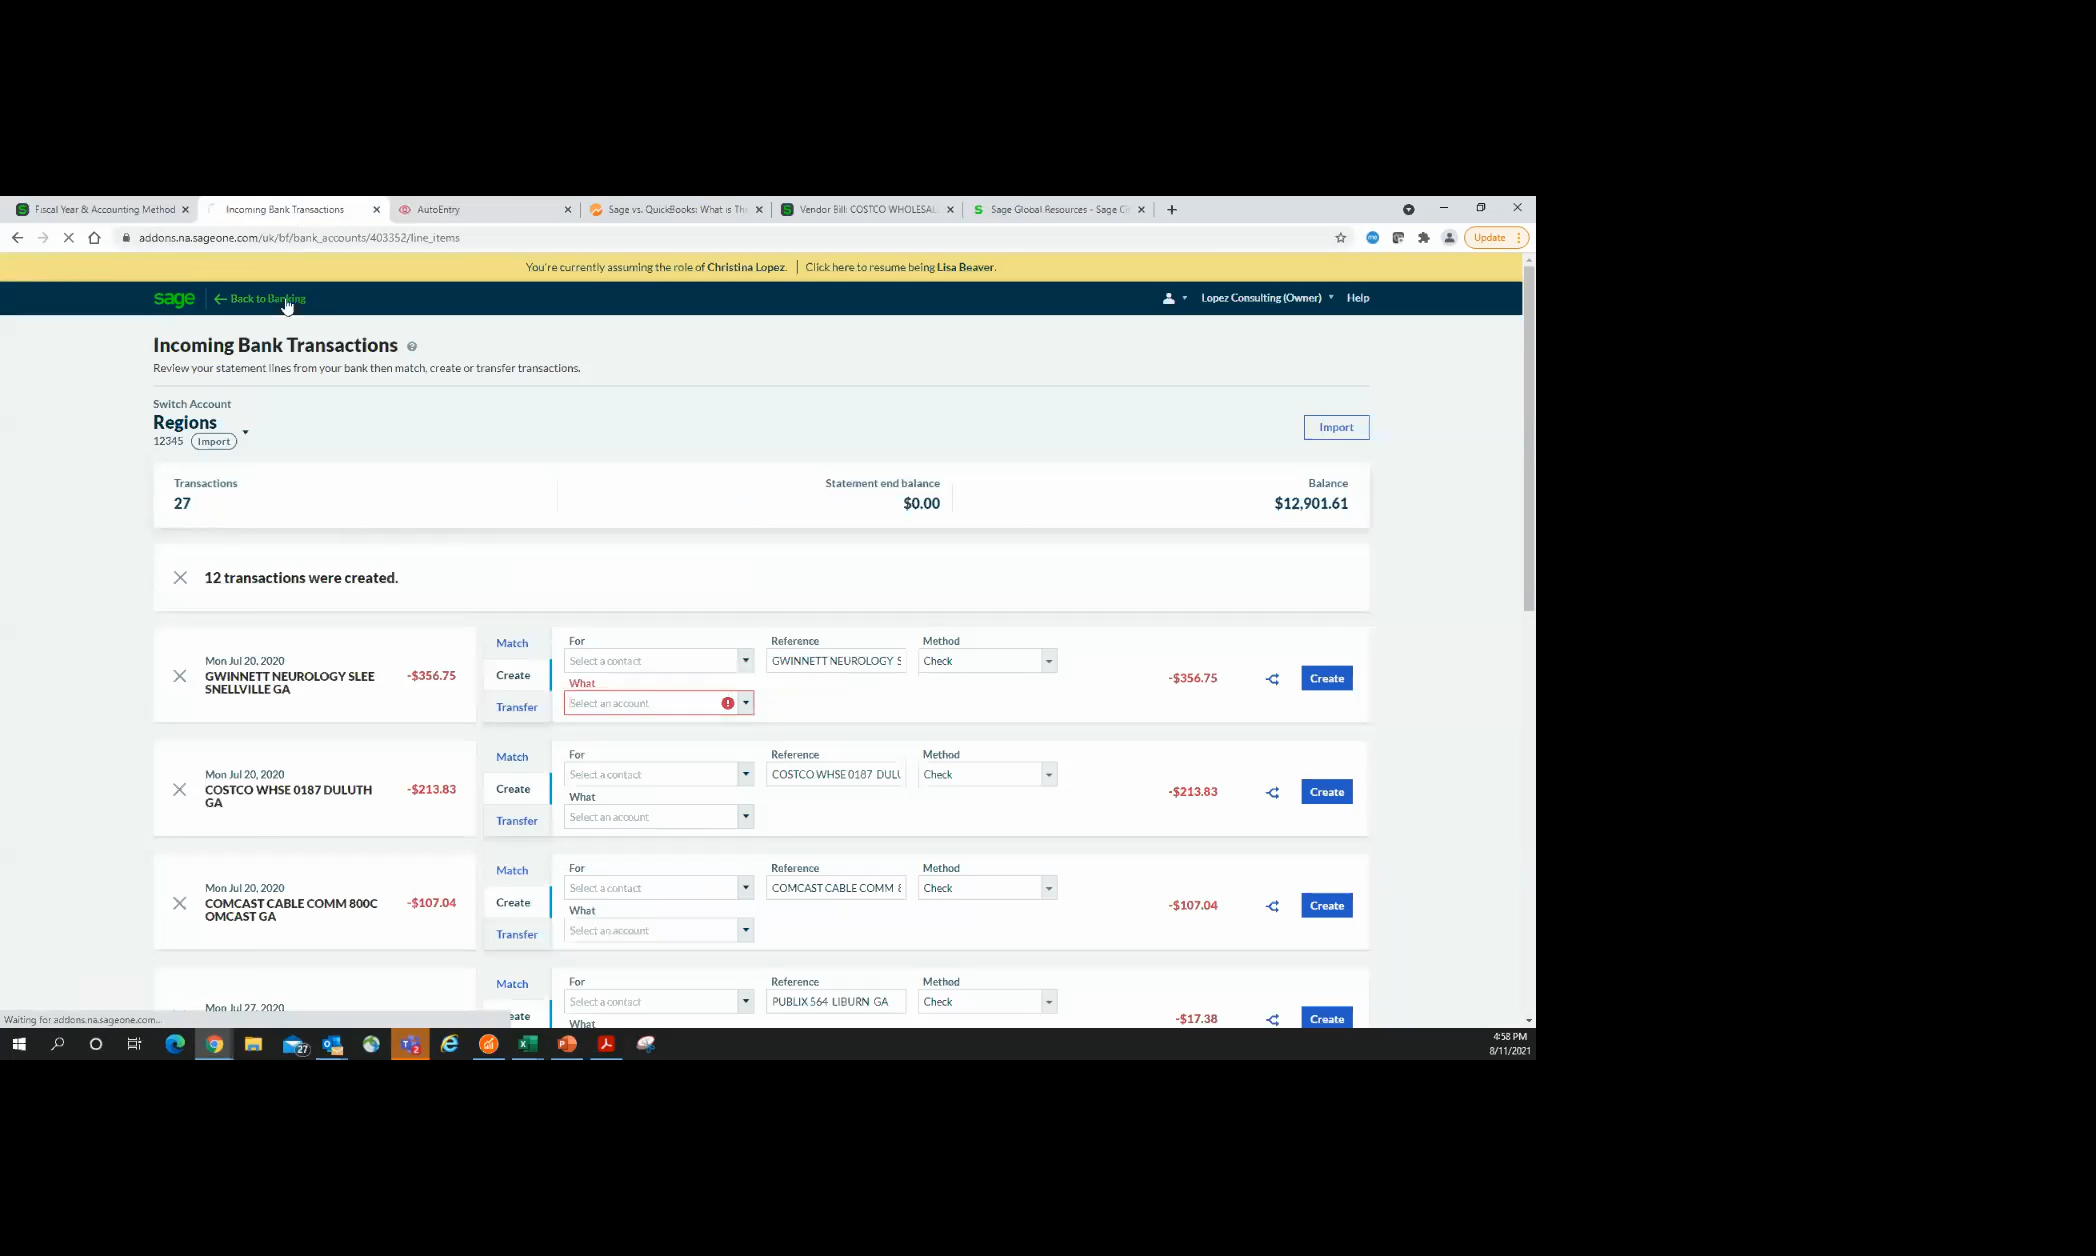 Fiscal Year & Accounting Method
Incoming Bank Transactions
AutoEntry
Sage vs. QuickBooks: What is Th
Vendor Bill: COSTCO WHOLESAL
Sage Global Resources - Sage Ci
addons.na.sageone.com/uk/bf/bank_accounts/403352/line_items
Update
You're currently assuming the role of Christina Lopez. | Click here to resume being Lisa Beaver.
sage
Back to Banking
Lopez Consulting (Owner)
Help
Incoming Bank Transactions
Review your statement lines from your bank then match, create or transfer transactions.
Switch Account
Regions
12345 Import
Import
Transactions
27
Statement end balance
$0.00
Balance
$12,901.61
12 transactions were created.
Mon Jul 20, 2020
GWINNETT NEUROLOGY SLEE
SNELLVILLE GA
-$356.75
Match
Create
Transfer
For
Select a contact
What
Select an account
Reference
GWINNETT NEUROLOGY S
Method
Check
-$356.75
Create
Mon Jul 20, 2020
COSTCO WHSE 0187 DULUTH
GA
-$213.83
Match
Create
Transfer
For
Select a contact
What
Select an account
Reference
COSTCO WHSE 0187 DULU
Method
Check
-$213.83
Create
Mon Jul 20, 2020
COMCAST CABLE COMM 800C
OMCAST GA
-$107.04
Match
Create
Transfer
For
Select a contact
What
Select an account
Reference
COMCAST CABLE COMM 8
Method
Check
-$107.04
Create
Mon Jul 27, 2020
Match
eate
For
Select a contact
What
Reference
PUBLIX 564 LIBURN GA
Method
Check
-$17.38
Create
Waiting for addons.na.sageone.com...
27
2
4:58 PM
8/11/2021